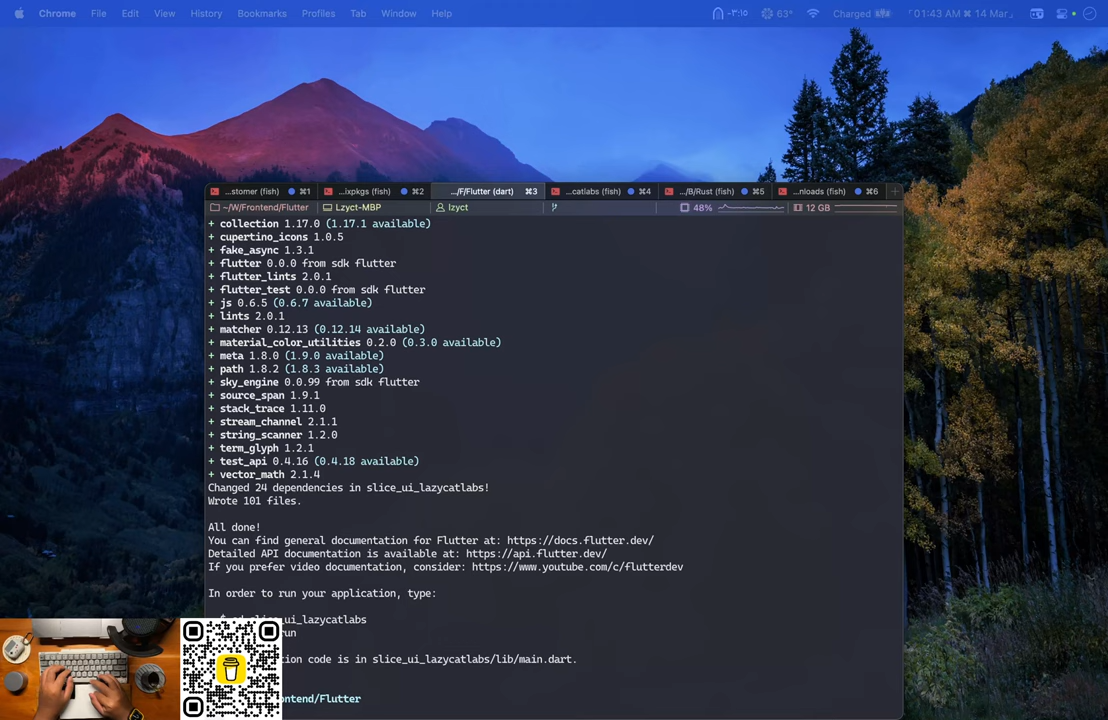 Chrome File Edit View History Bookmarks Profiles Tab Window Help
63° Charged 01:43 AM ⌘ 14 Mar
...stomer (fish) ⌘1 ...ixpkgs (fish) ⌘2 .../F/Flutter (dart) ⌘3 ...catlabs (fish) ⌘4 .../B/Rust (fish) ⌘5 ...nloads (fish) ⌘6
~/W/Frontend/Flutter Lzyct-MBP lzyct 48% 12 GB
+ collection 1.17.0 (1.17.1 available)
+ cupertino_icons 1.0.5
+ fake_async 1.3.1
+ flutter 0.0.0 from sdk flutter
+ flutter_lints 2.0.1
+ flutter_test 0.0.0 from sdk flutter
+ js 0.6.5 (0.6.7 available)
+ lints 2.0.1
+ matcher 0.12.13 (0.12.14 available)
+ material_color_utilities 0.2.0 (0.3.0 available)
+ meta 1.8.0 (1.9.0 available)
+ path 1.8.2 (1.8.3 available)
+ sky_engine 0.0.99 from sdk flutter
+ source_span 1.9.1
+ stack_trace 1.11.0
+ stream_channel 2.1.1
+ string_scanner 1.2.0
+ term_glyph 1.2.1
+ test_api 0.4.16 (0.4.18 available)
+ vector_math 2.1.4
Changed 24 dependencies in slice_ui_lazycatlabs!
Wrote 101 files.
All done!
You can find general documentation for Flutter at: https://docs.flutter.dev/
Detailed API documentation is available at: https://api.flutter.dev/
If you prefer video documentation, consider: https://www.youtube.com/c/flutterdev
In order to run your application, type:
ui_lazycatlabs
run
tion code is in slice_ui_lazycatlabs/lib/main.dart.
ontend/Flutter